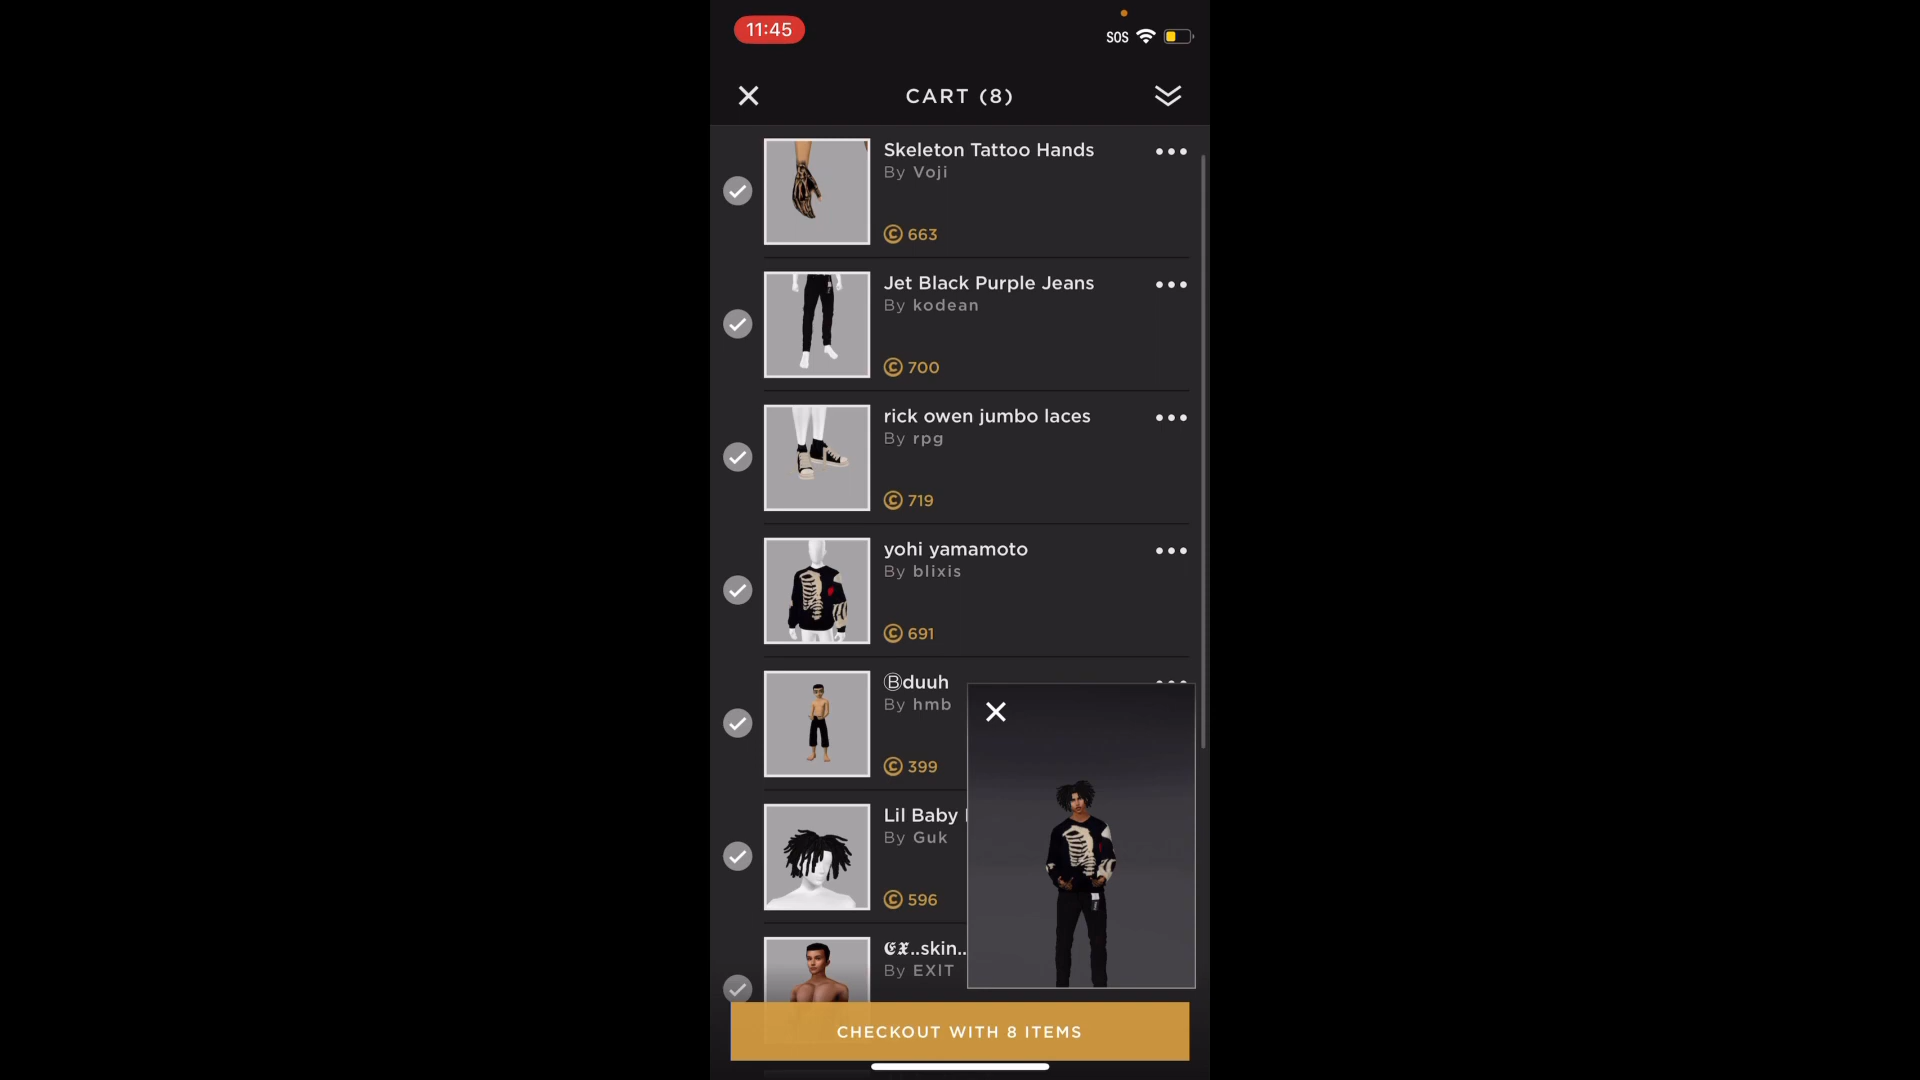 11:45
SOS
CART (8)
Skeleton Tattoo Hands
By Voji
© 663
Jet Black Purple Jeans
By kodean
© 700
rick owen jumbo laces
By rpg
© 719
yohi yamamoto
By blixis
© 691
Ⓑduuh
By hmb
© 399
Lil Baby
By Guk
© 596
𝕰𝖃..skin..
By EXIT
CHECKOUT WITH 8 ITEMS